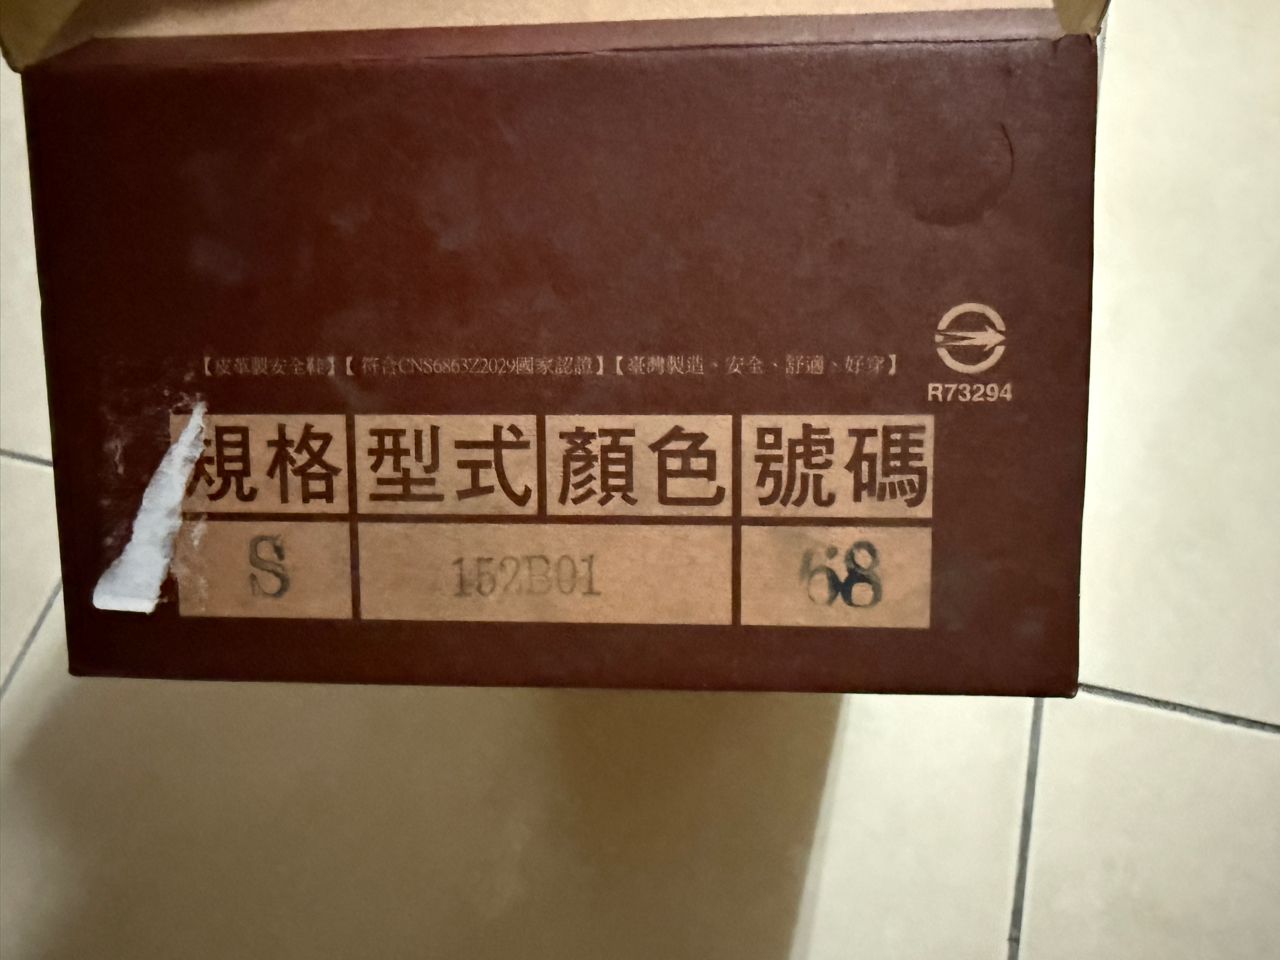 【皮革製安全鞋】【符合CNS6863Z2029國家認證】【臺灣製造、安全、舒適、好穿】
R73294
規格 型式 顏色 號碼
S 152B01 68